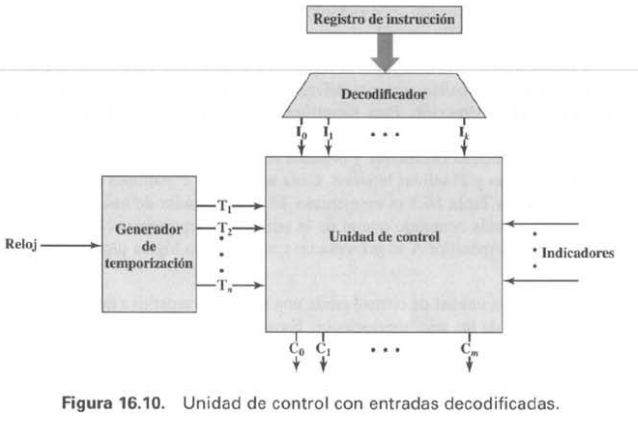 Registro de instrucción
Decodificador
I0 I1 • • • Ik
Reloj
Generador
de
temporización
T1
T2
Tn
Unidad de control
Indicadores
C0 C1 • • • Cm
Figura 16.10. Unidad de control con entradas decodificadas.